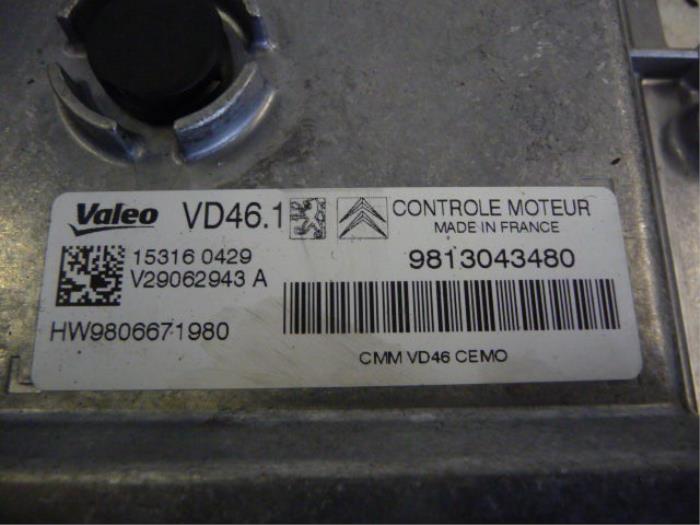 Valeo VD46.1 CONTROLE MOTEUR
MADE IN FRANCE
15316 0429
V29062943 A
9813043480
HW9806671980
CMM VD46 CEMO